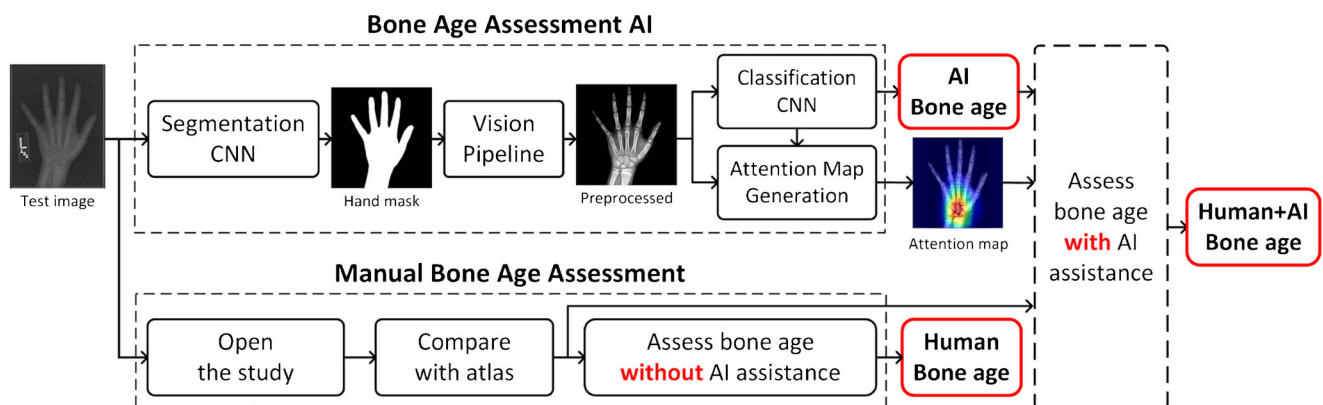 Bone Age Assessment AI
Test image
Segmentation
CNN
Hand mask
Vision
Pipeline
Preprocessed
Classification
CNN
Attention Map
Generation
AI
Bone age
Attention map
Manual Bone Age Assessment
Open
the study
Compare
with atlas
Assess bone age
without AI assistance
Human
Bone age
Assess
bone age
with AI
assistance
Human+AI
Bone age